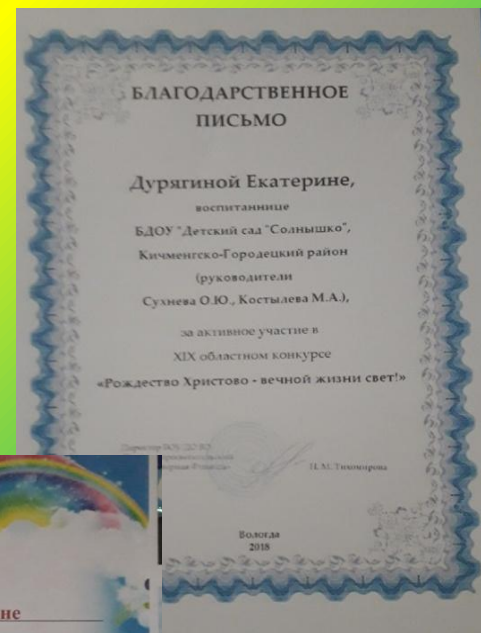 БЛАГОДАРСТВЕННОЕ
ПИСЬМО
Дурягиной Екатерине,
воспитаннице
БДОУ "Детский сад "Солнышко",
Кичменгско-Городецкий район
(руководители
Сухнева О.Ю., Костылева М.А.),
за активное участие в
XIX областном конкурсе
«Рождество Христово - вечной жизни свет!»
Директор
Н.М. Тихомирова
Вологда
2018
не